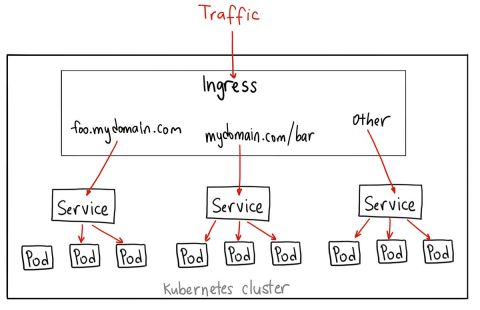 Traffic
Ingress
foo.mydomain.com
mydomain.com/bar
Other
Service
Service
Service
Pod
Pod
Pod
Pod
Pod
Pod
Pod
Pod
Pod
Kubernetes cluster